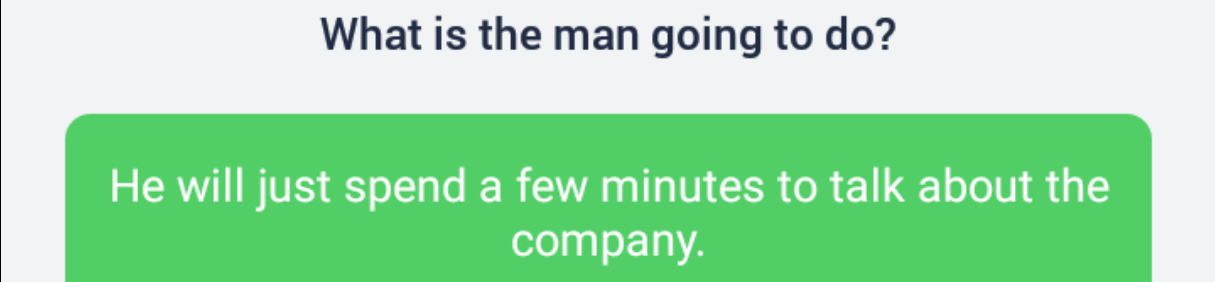 What is the man going to do?
He will just spend a few minutes to talk about the
company.